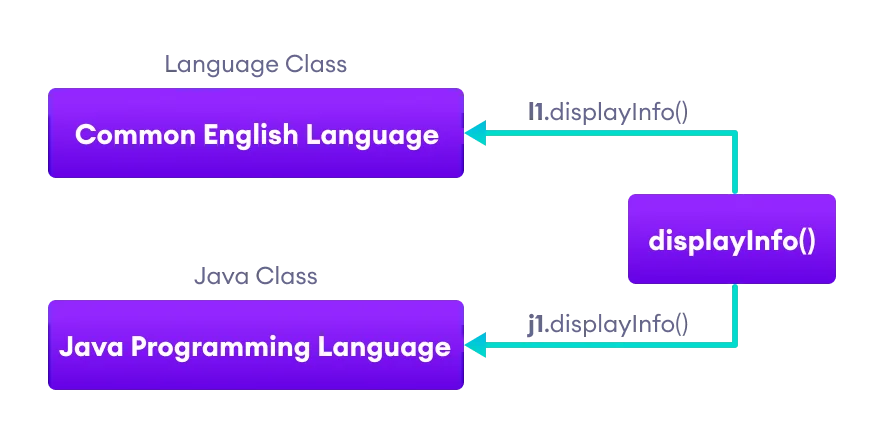 Language Class
Common English Language
l1.displayInfo()
displayInfo()
Java Class
Java Programming Language
j1.displayInfo()